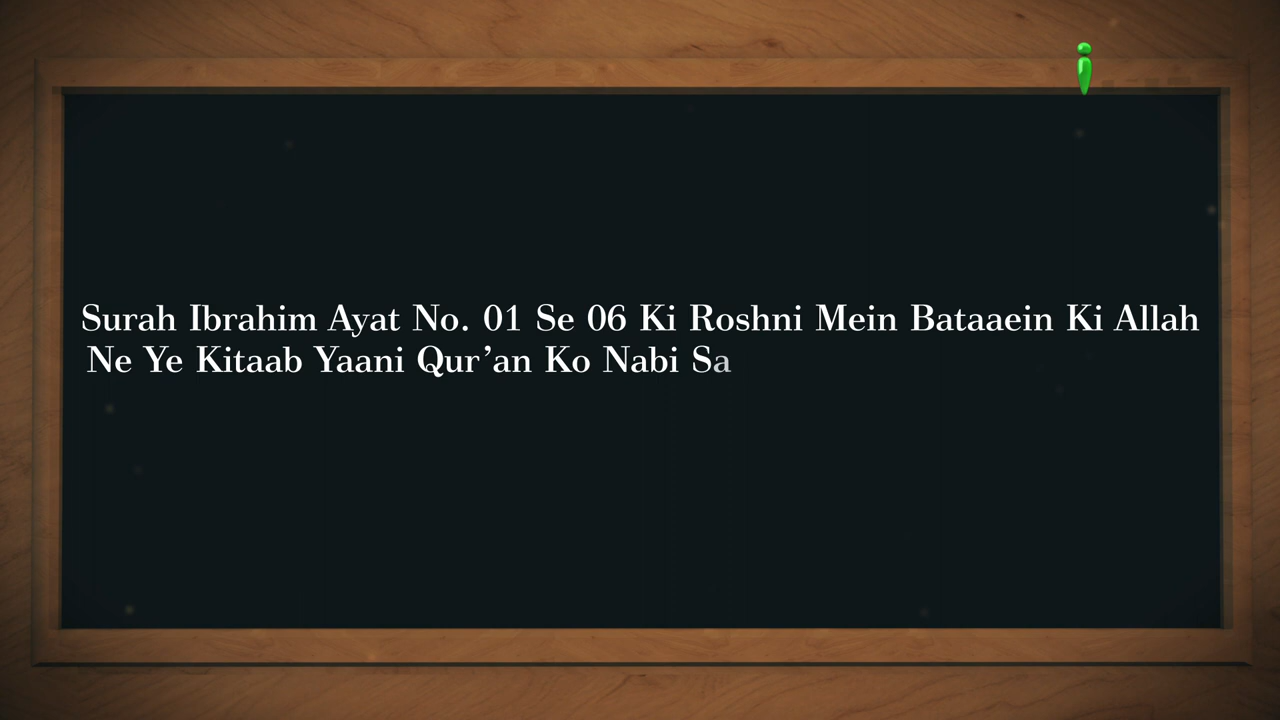 Surah Ibrahim Ayat No. 01 Se 06 Ki Roshni Mein Bataaein Ki Allah
Ne Ye Kitaab Yaani Qur’an Ko Nabi Sa